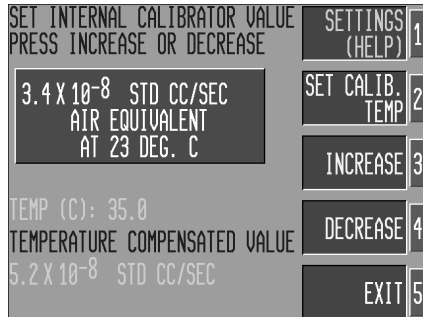 SET INTERNAL CALIBRATOR VALUE
PRESS INCREASE OR DECREASE
3.4 X 10-8 STD CC/SEC
AIR EQUIVALENT
AT 23 DEG. C
TEMP (C): 35.0
TEMPERATURE COMPENSATED VALUE
5.2 X 10-8 STD CC/SEC
SETTINGS
(HELP) 1
SET CALIB.
TEMP 2
INCREASE 3
DECREASE 4
EXIT 5